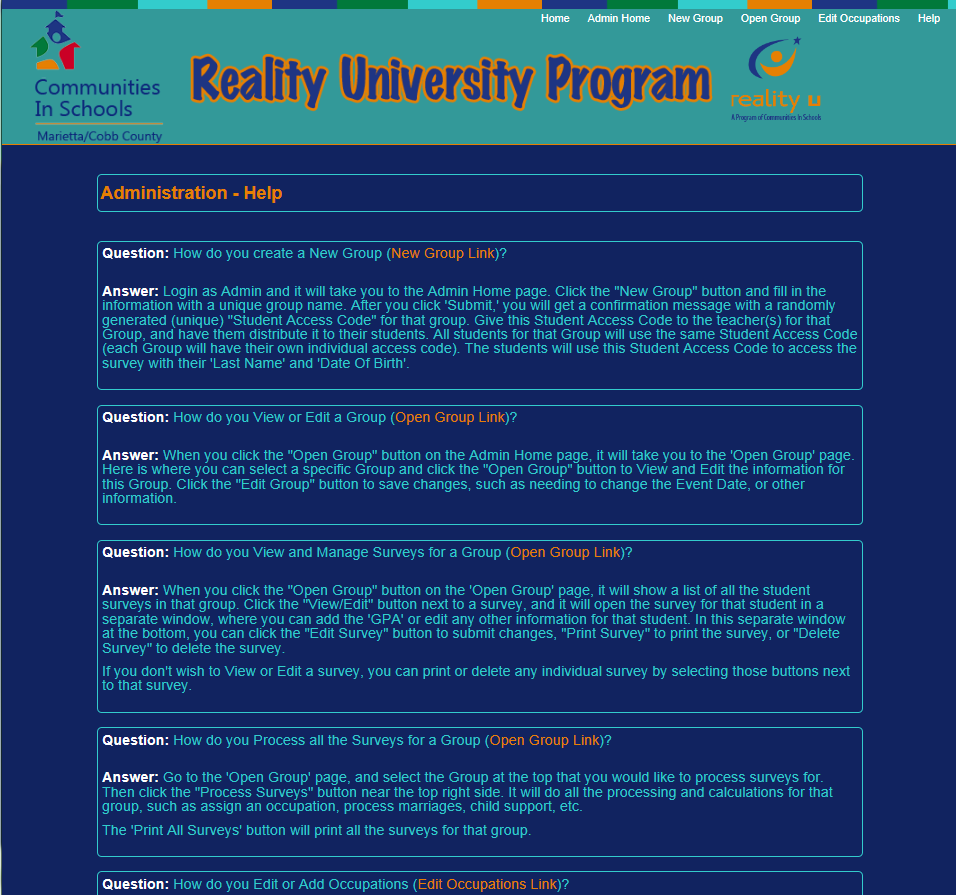 Home Admin Home New Group Open Group Edit Occupations Help
Communities
In Schools
Marietta/Cobb County
Reality University Program
reality u
A Program of Communities In Schools
Administration - Help
Question: How do you create a New Group (New Group Link)?
Answer: Login as Admin and it will take you to the Admin Home page. Click the "New Group" button and fill in the
information with a unique group name. After you click 'Submit,' you will get a confirmation message with a randomly
generated (unique) "Student Access Code" for that group. Give this Student Access Code to the teacher(s) for that
Group, and have them distribute it to their students. All students for that Group will use the same Student Access Code
(each Group will have their own individual access code). The students will use this Student Access Code to access the
survey with their 'Last Name' and 'Date Of Birth'.
Question: How do you View or Edit a Group (Open Group Link)?
Answer: When you click the "Open Group" button on the Admin Home page, it will take you to the 'Open Group' page.
Here is where you can select a specific Group and click the "Open Group" button to View and Edit the information for
this Group. Click the "Edit Group" button to save changes, such as needing to change the Event Date, or other
information.
Question: How do you View and Manage Surveys for a Group (Open Group Link)?
Answer: When you click the "Open Group" button on the 'Open Group' page, it will show a list of all the student
surveys in that group. Click the "View/Edit" button next to a survey, and it will open the survey for that student in a
separate window, where you can add the 'GPA' or edit any other information for that student. In this separate window
at the bottom, you can click the "Edit Survey" button to submit changes, "Print Survey" to print the survey, or "Delete
Survey" to delete the survey.
If you don't wish to View or Edit a survey, you can print or delete any individual survey by selecting those buttons next
to that survey.
Question: How do you Process all the Surveys for a Group (Open Group Link)?
Answer: Go to the 'Open Group' page, and select the Group at the top that you would like to process surveys for.
Then click the "Process Surveys" button near the top right side. It will do all the processing and calculations for that
group, such as assign an occupation, process marriages, child support, etc.
The 'Print All Surveys' button will print all the surveys for that group.
Question: How do you Edit or Add Occupations (Edit Occupations Link)?